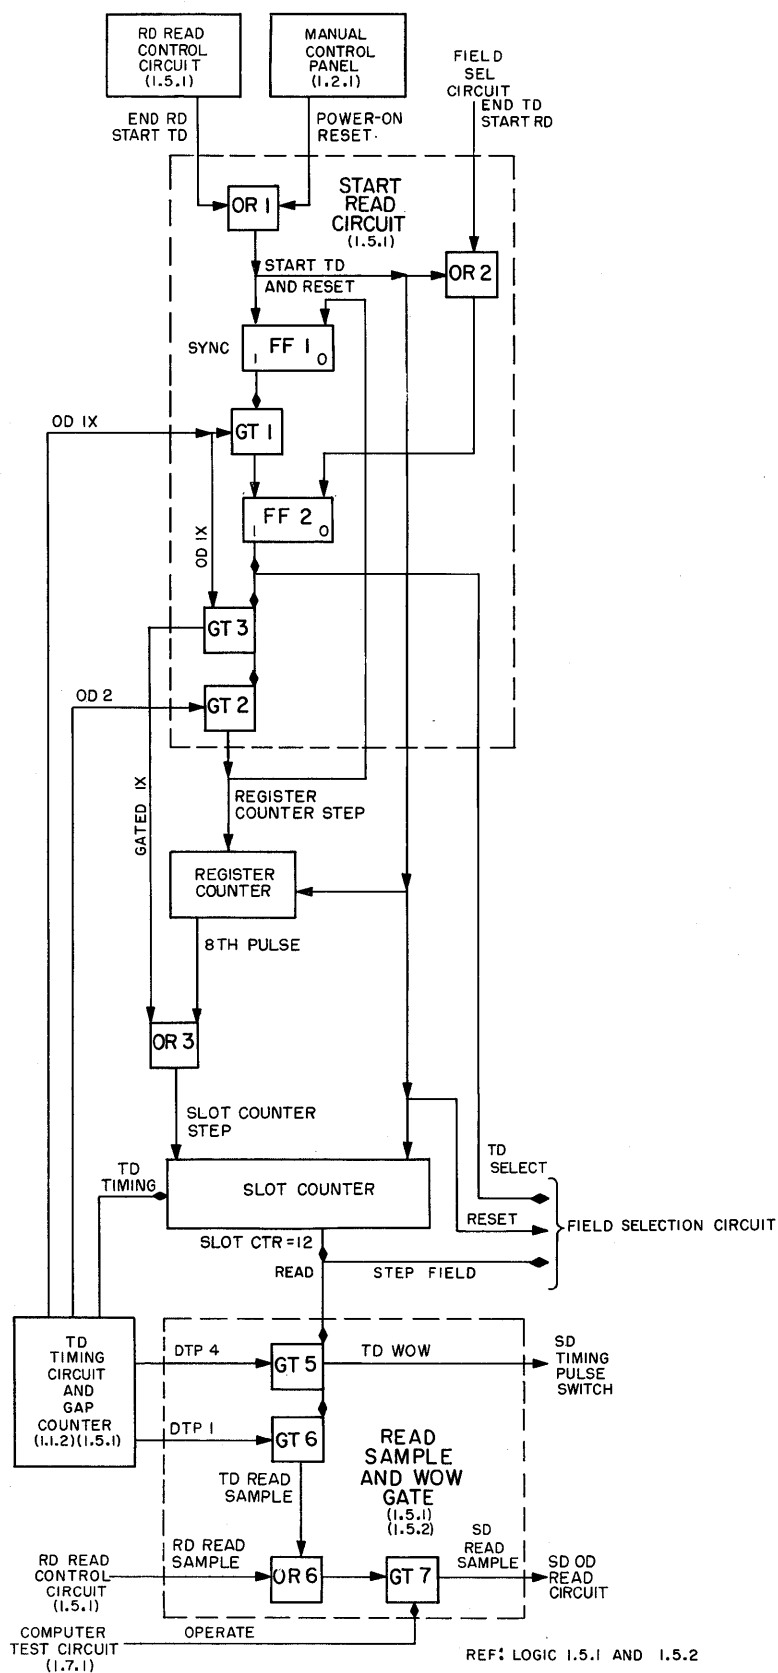 RD READ
CONTROL
CIRCUIT
(1.5.1)
MANUAL
CONTROL
PANEL
(1.2.1)
FIELD
SEL
CIRCUIT
END TD
START RD
END RD
START TD
POWER-ON
RESET.
OR 1
START
READ
CIRCUIT
(1.5.1)
START TD
AND RESET
OR 2
SYNC
FF 1
1
0
OD 1X
GT 1
FF 2
1
0
OD 1X
GT 3
OD 2
GT 2
GATED 1X
REGISTER
COUNTER STEP
REGISTER
COUNTER
8TH PULSE
OR 3
SLOT COUNTER
STEP
TD
TIMING
SLOT COUNTER
TD
SELECT
RESET
FIELD SELECTION CIRCUIT
SLOT CTR = 12
READ
STEP FIELD
TD
TIMING
CIRCUIT
AND
GAP
COUNTER
(1.1.2)(1.5.1)
DTP 4
GT 5
TD WOW
SD
TIMING
PULSE
SWITCH
DTP 1
GT 6
TD READ
SAMPLE
READ
SAMPLE
AND WOW
GATE
(1.5.1)
(1.5.2)
RD READ
CONTROL
CIRCUIT
(1.5.1)
RD READ
SAMPLE
OR 6
GT 7
SD
READ
SAMPLE
SD OD
READ
CIRCUIT
COMPUTER
TEST CIRCUIT
(1.7.1)
OPERATE
REF: LOGIC 1.5.1 AND 1.5.2